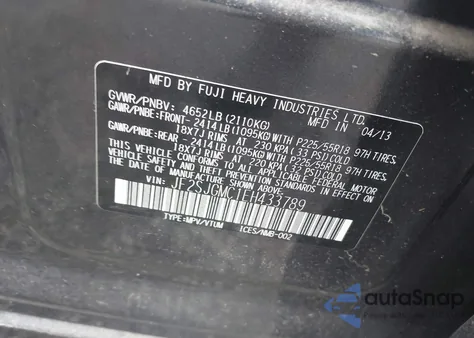 MFD BY FUJI HEAVY INDUSTRIES LTD.
GVWR/PNBV: 4652LB(2110KG) MFD IN 04/13
GAWR/PNBE:FRONT- 2414LB(1095KG)WITH P225/55R18 97H TIRES.
18X7J RIMS AT 230 KPA( 33 PSI)COLD
GAWR/PNBE:REAR - 2414LB(1095KG)WITH P225/55R18 97H TIRES.
18X7J RIMS AT 220 KPA( 32 PSI)COLD
THIS VEHICLE CONFORMS TO ALL APPLICABLE FEDERAL MOTOR
VEHICLE SAFETY AND THEFT PREVENTION STANDARDS IN EFFECT ON THE
DATE OF MANUFACTURE SHOWN ABOVE.
VIN: JF2SJGMC1EH433789
TYPE:MPV/VTUM ICES/NMB-002
autoSnap